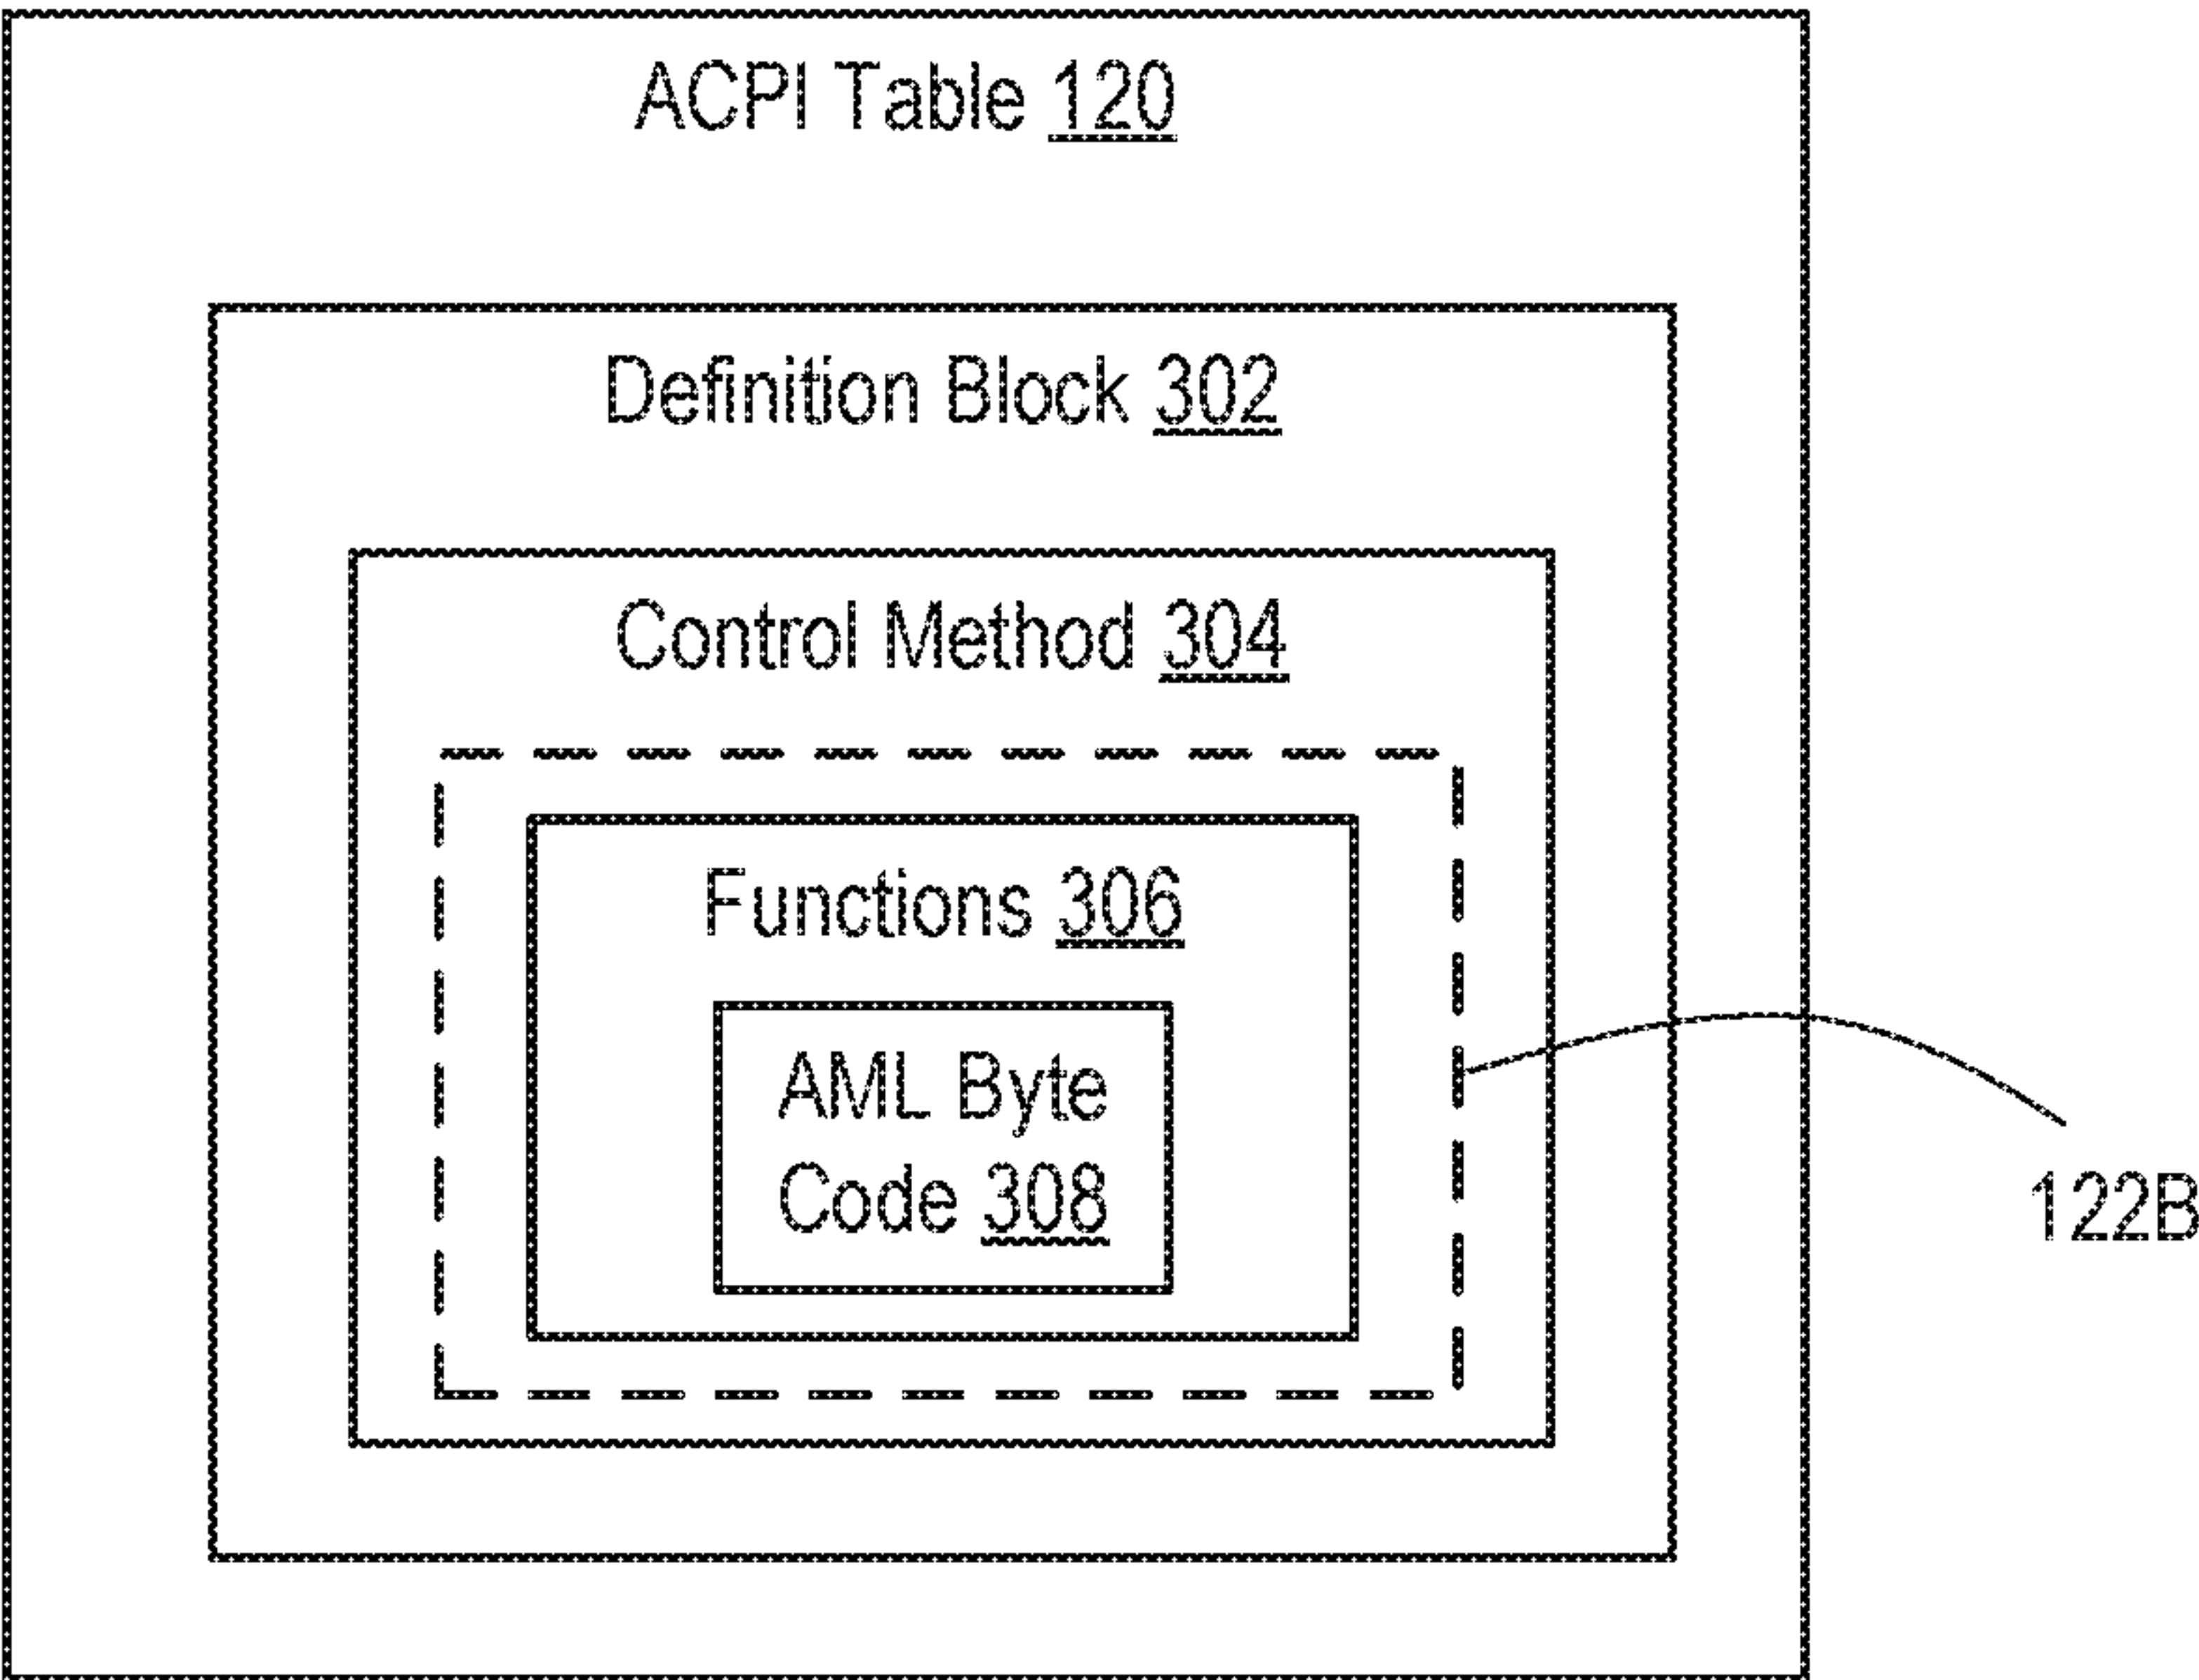 ACPI Table 120
Definition Block 302
Control Method 304
Functions 306
AML Byte
Code 308
122B